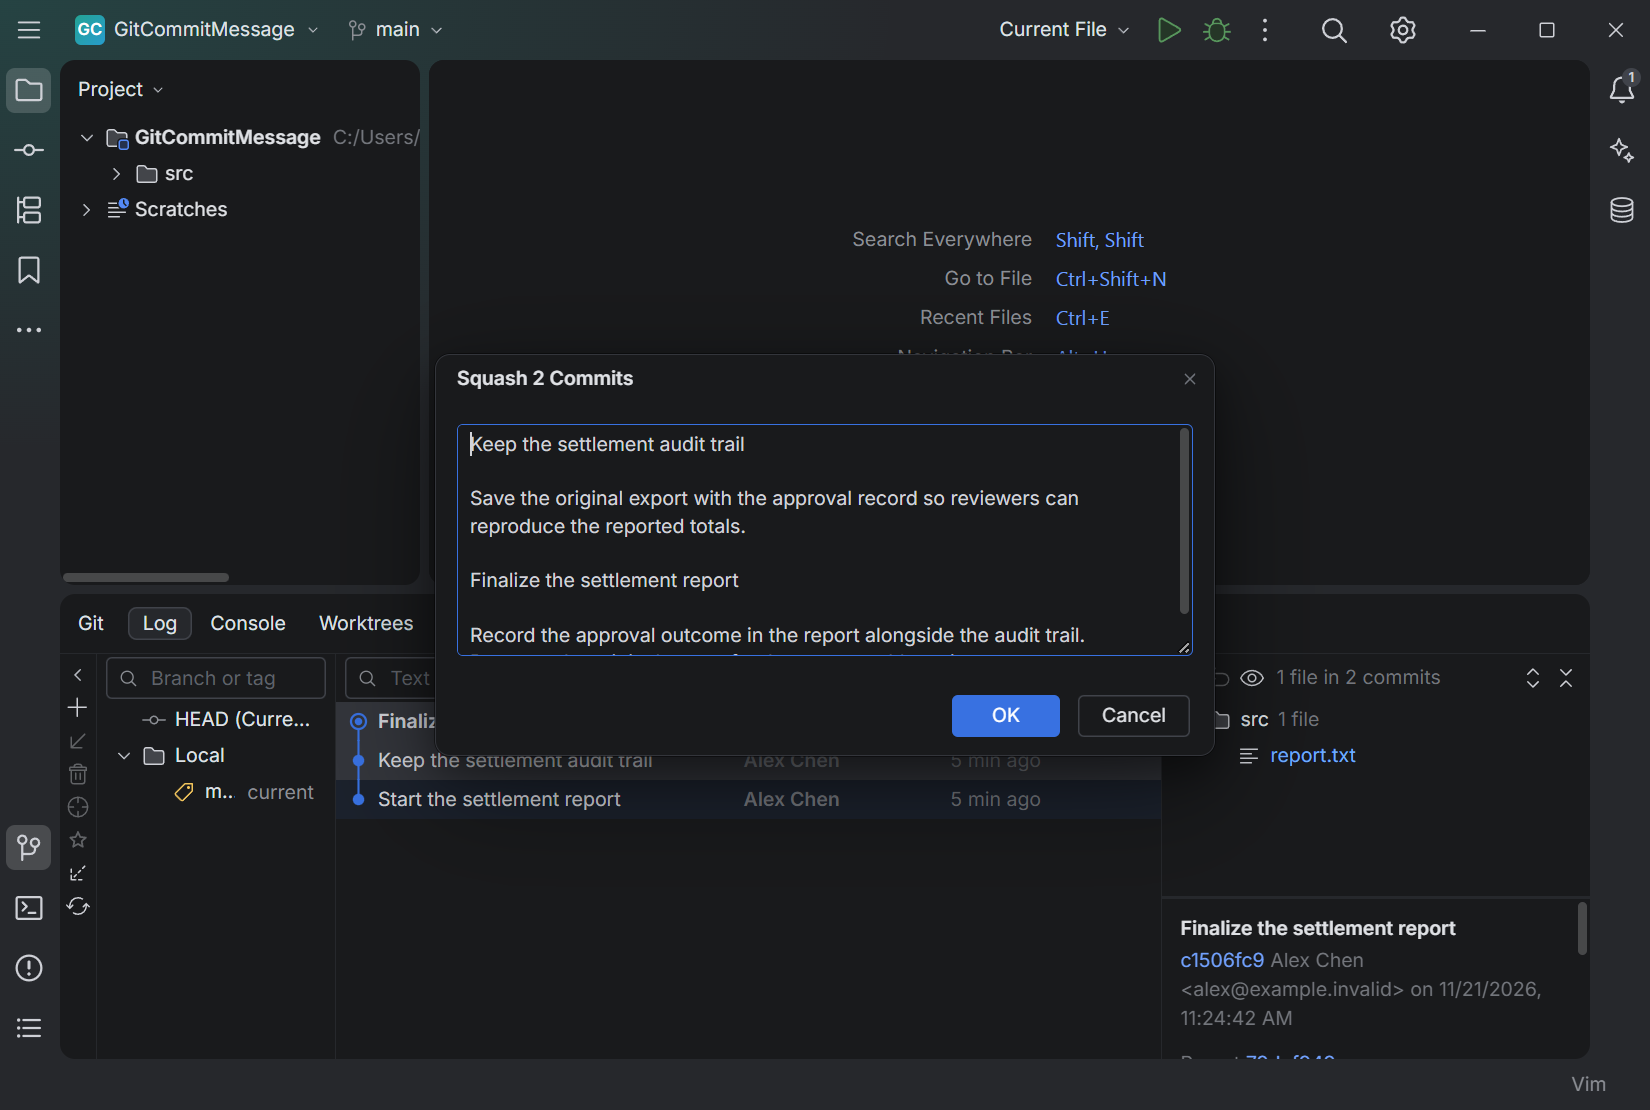 GC GitCommitMessage main
Current File
1
Project
GitCommitMessage C:/Users/
src
Scratches
Search Everywhere Shift, Shift
Go to File Ctrl+Shift+N
Recent Files Ctrl+E
Squash 2 Commits
Keep the settlement audit trail
Save the original export with the approval record so reviewers can
reproduce the reported totals.
Finalize the settlement report
Record the approval outcome in the report alongside the audit trail.
OK Cancel
Git Log Console Worktrees
Branch or tag
HEAD (Curre...
Local
m... current
Text
Finaliz
Keep the settlement audit trail Alex Chen 5 min ago
Start the settlement report Alex Chen 5 min ago
1 file in 2 commits
src 1 file
report.txt
Finalize the settlement report
c1506fc9 Alex Chen
<alex@example.invalid> on 11/21/2026,
11:24:42 AM
Vim